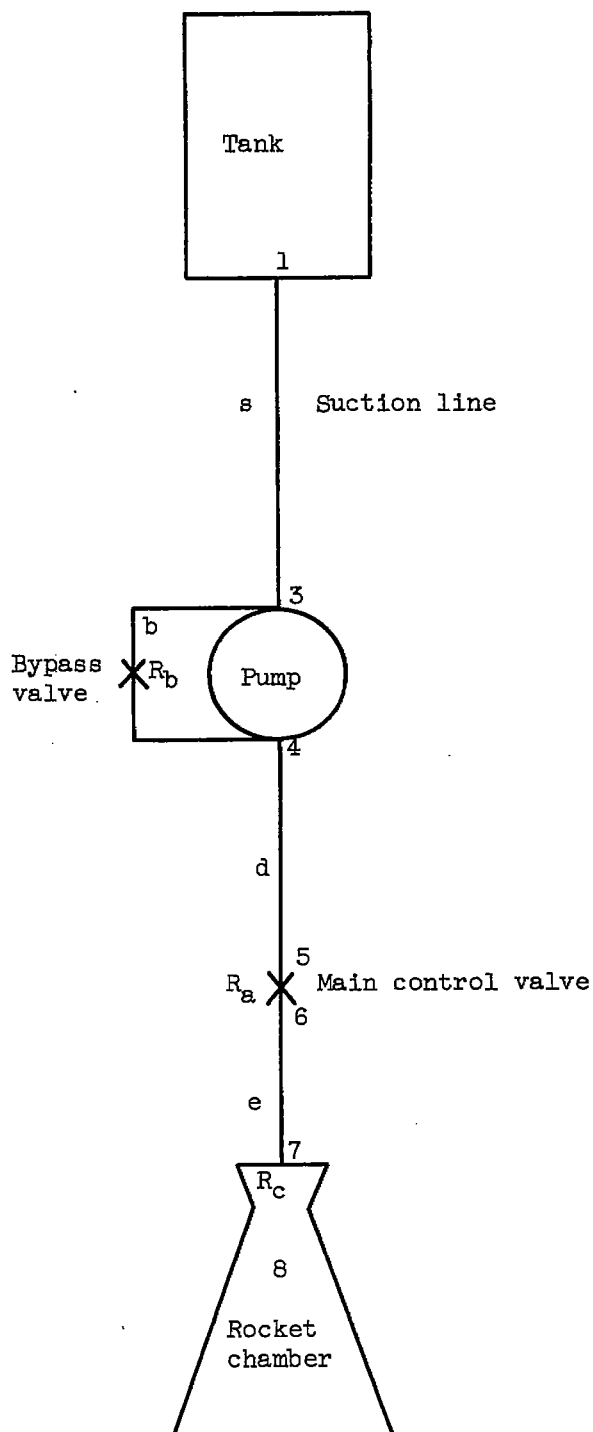 Tank
1
s
Suction line
3
b
Bypass
valve
R_b
Pump
4
d
5
R_a
Main control valve
6
e
7
R_c
8
Rocket
chamber